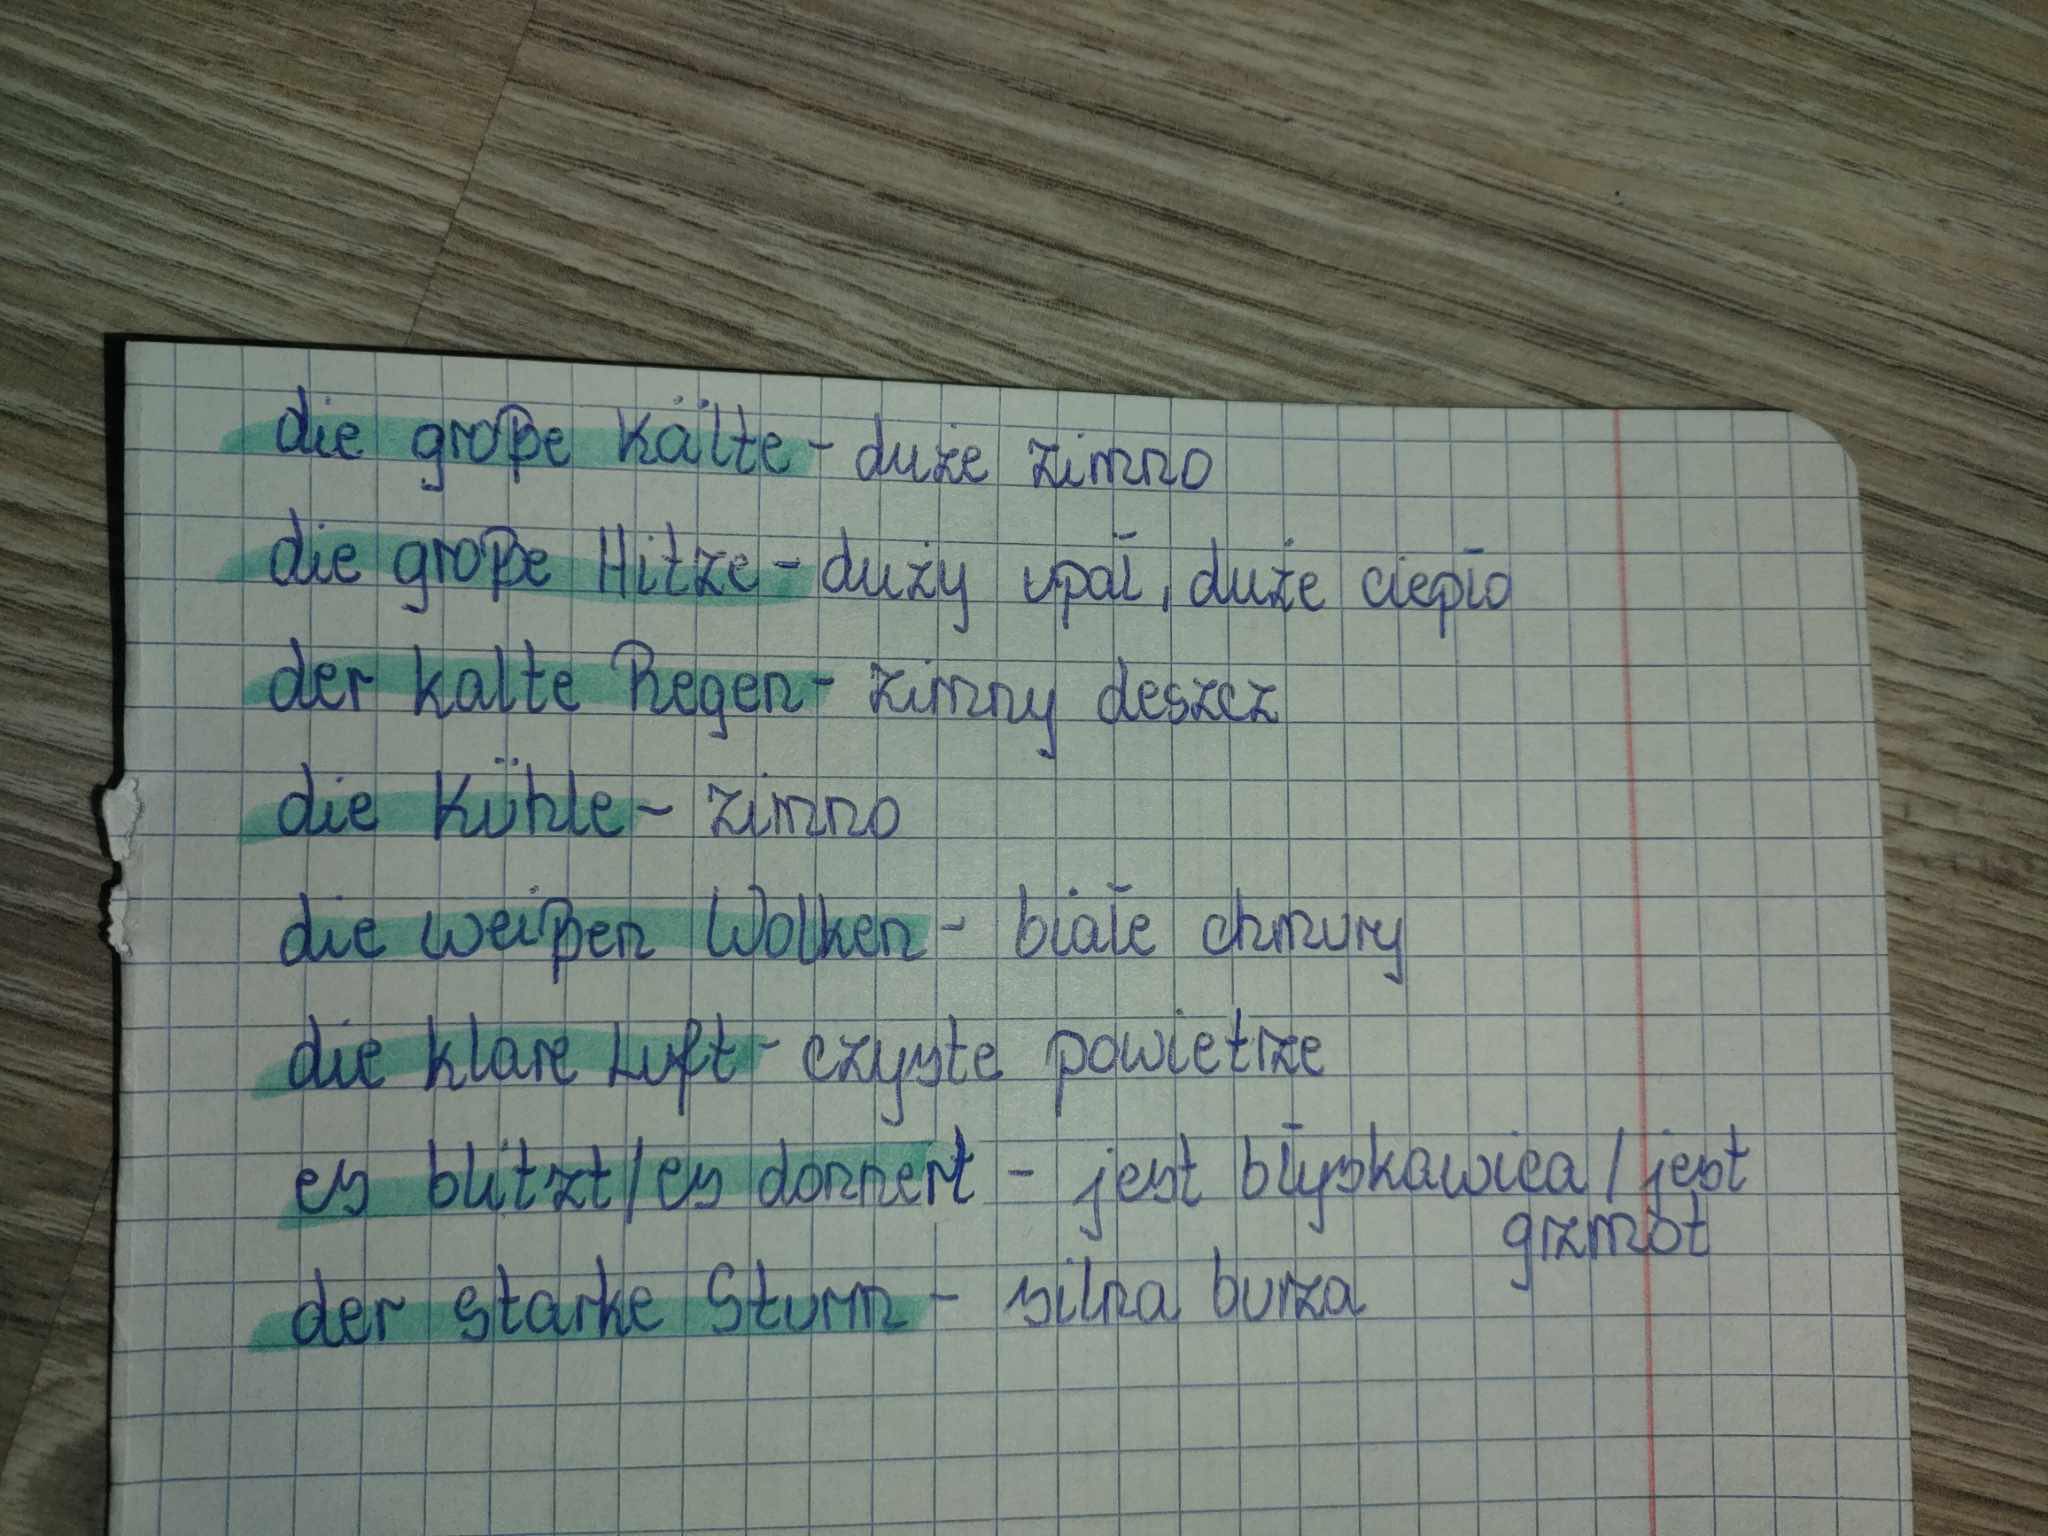 die große Kälte - duże zimno
die große Hitze - duży upał, duże ciepło
der kalte Regen - zimny deszcz
die Kühle - zimno
die weißen Wolken - białe chmury
die klare Luft - czyste powietrze
es blitzt / es donnert - jest błyskawica / jest
grzmot
der starke Sturm - silna burza